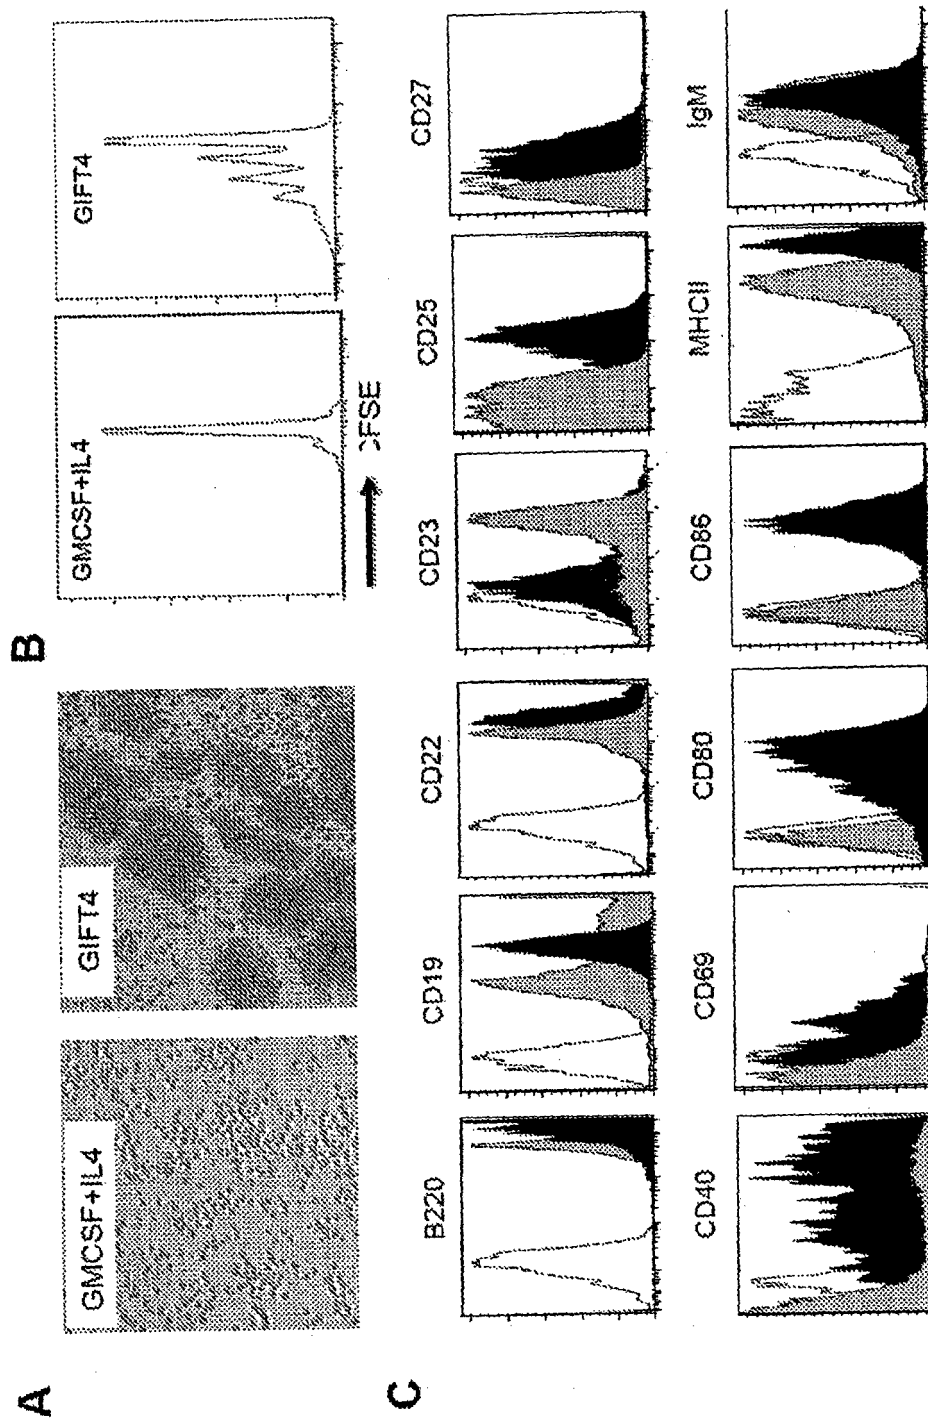 A
GMCSF+IL4
GIFT4
B
GMCSF+IL4
GIFT4
CFSE
C
B220
CD19
CD22
CD23
CD25
CD27
CD40
CD69
CD80
CD86
MHCII
IgM